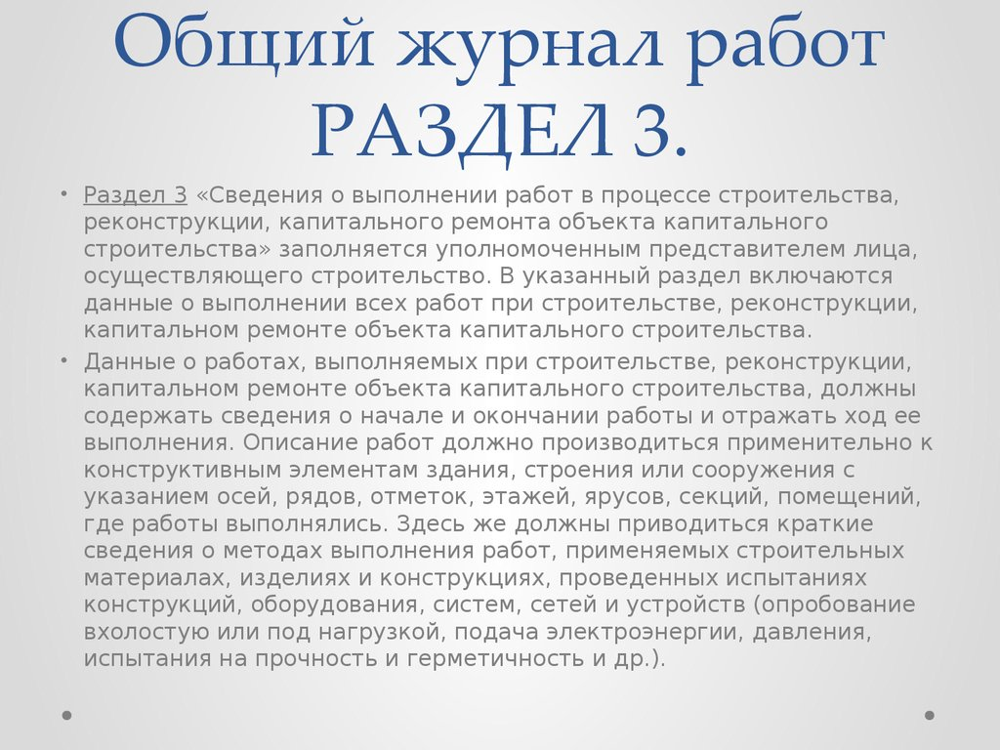 Общий журнал работ
РАЗДЕЛ 3.
• Раздел 3 «Сведения о выполнении работ в процессе строительства,
реконструкции, капитального ремонта объекта капитального
строительства» заполняется уполномоченным представителем лица,
осуществляющего строительство. В указанный раздел включаются
данные о выполнении всех работ при строительстве, реконструкции,
капитальном ремонте объекта капитального строительства.
• Данные о работах, выполняемых при строительстве, реконструкции,
капитальном ремонте объекта капитального строительства, должны
содержать сведения о начале и окончании работы и отражать ход ее
выполнения. Описание работ должно производиться применительно к
конструктивным элементам здания, строения или сооружения с
указанием осей, рядов, отметок, этажей, ярусов, секций, помещений,
где работы выполнялись. Здесь же должны приводиться краткие
сведения о методах выполнения работ, применяемых строительных
материалах, изделиях и конструкциях, проведенных испытаниях
конструкций, оборудования, систем, сетей и устройств (опробование
вхолостую или под нагрузкой, подача электроэнергии, давления,
испытания на прочность и герметичность и др.).